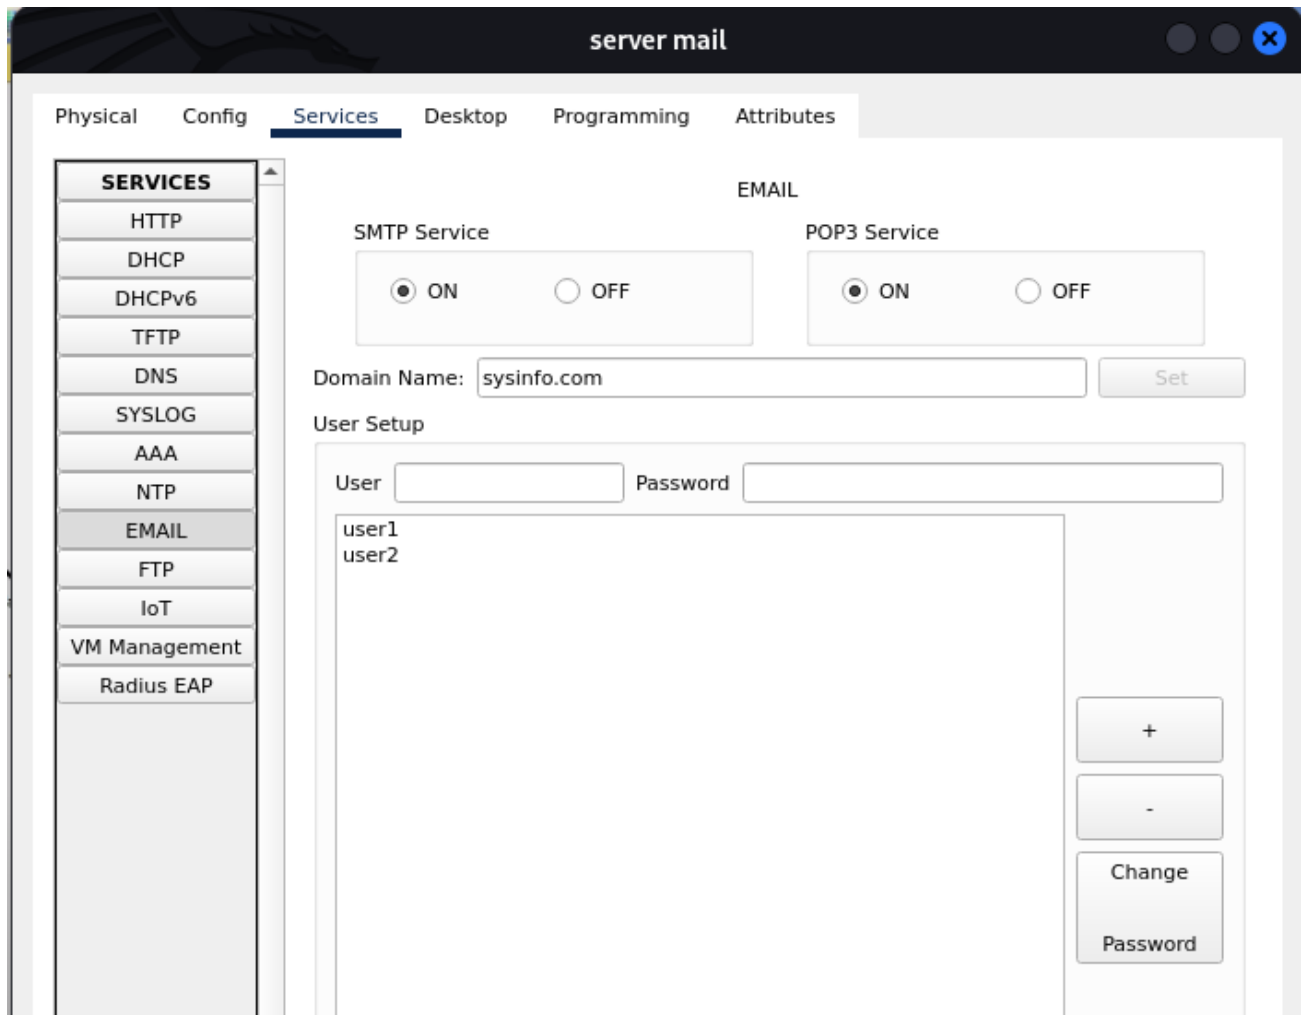 server mail
Physical Config Services Desktop Programming Attributes
SERVICES
HTTP
DHCP
DHCPv6
TFTP
DNS
SYSLOG
AAA
NTP
EMAIL
FTP
IoT
VM Management
Radius EAP
EMAIL
SMTP Service POP3 Service
ON OFF ON OFF
Domain Name: sysinfo.com Set
User Setup
User Password
user1
user2
+
-
Change
Password